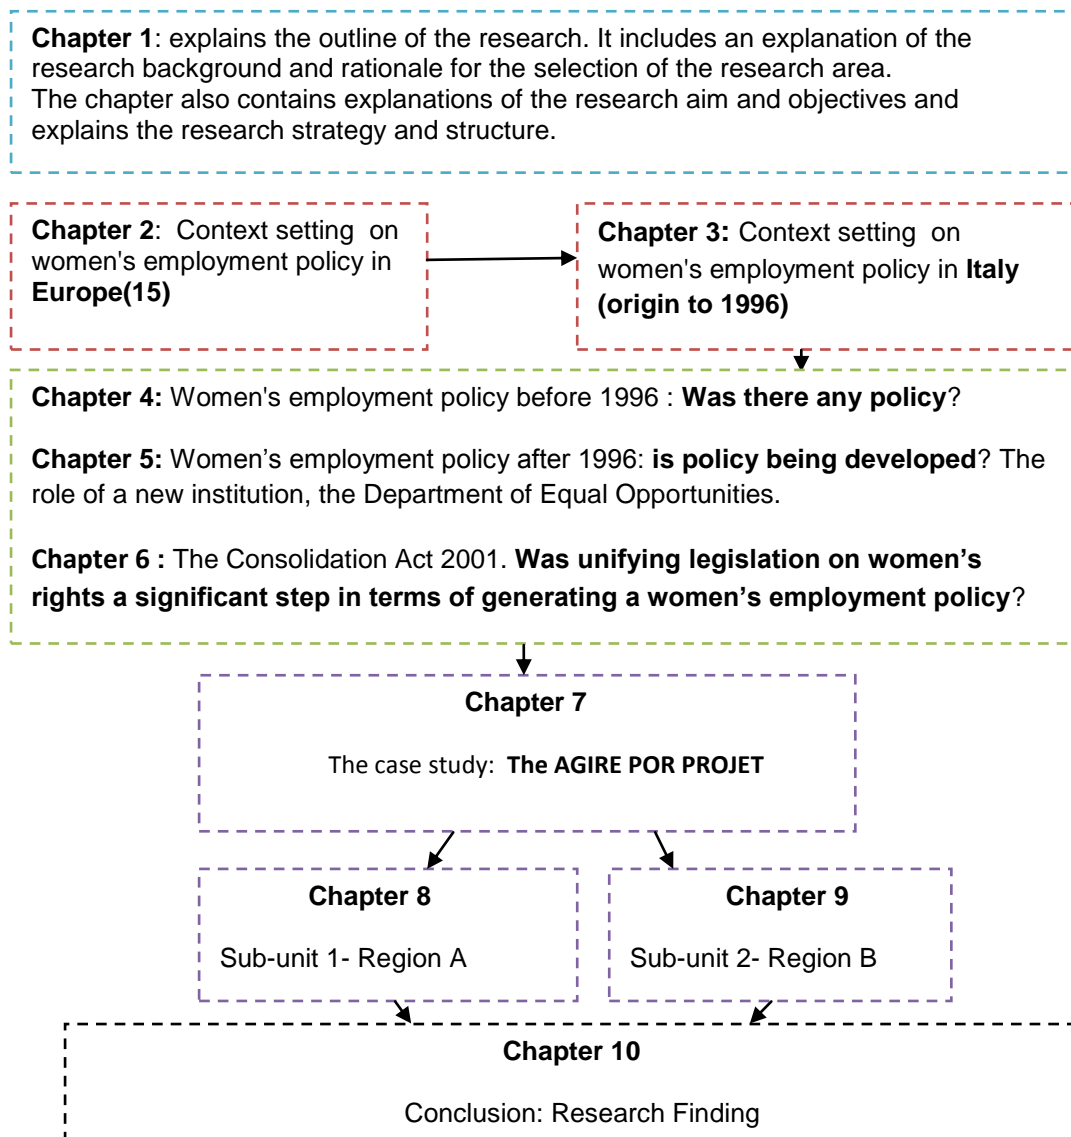 Chapter 1: explains the outline of the research. It includes an explanation of the
research background and rationale for the selection of the research area.
The chapter also contains explanations of the research aim and objectives and
explains the research strategy and structure.
Chapter 2: Context setting on
women's employment policy in
Europe(15)
Chapter 3: Context setting on
women's employment policy in Italy
(origin to 1996)
Chapter 4: Women's employment policy before 1996 : Was there any policy?
Chapter 5: Women’s employment policy after 1996: is policy being developed? The
role of a new institution, the Department of Equal Opportunities.
Chapter 6 : The Consolidation Act 2001. Was unifying legislation on women’s
rights a significant step in terms of generating a women’s employment policy?
Chapter 7
The case study: The AGIRE POR PROJET
Chapter 8
Sub-unit 1- Region A
Chapter 9
Sub-unit 2- Region B
Chapter 10
Conclusion: Research Finding